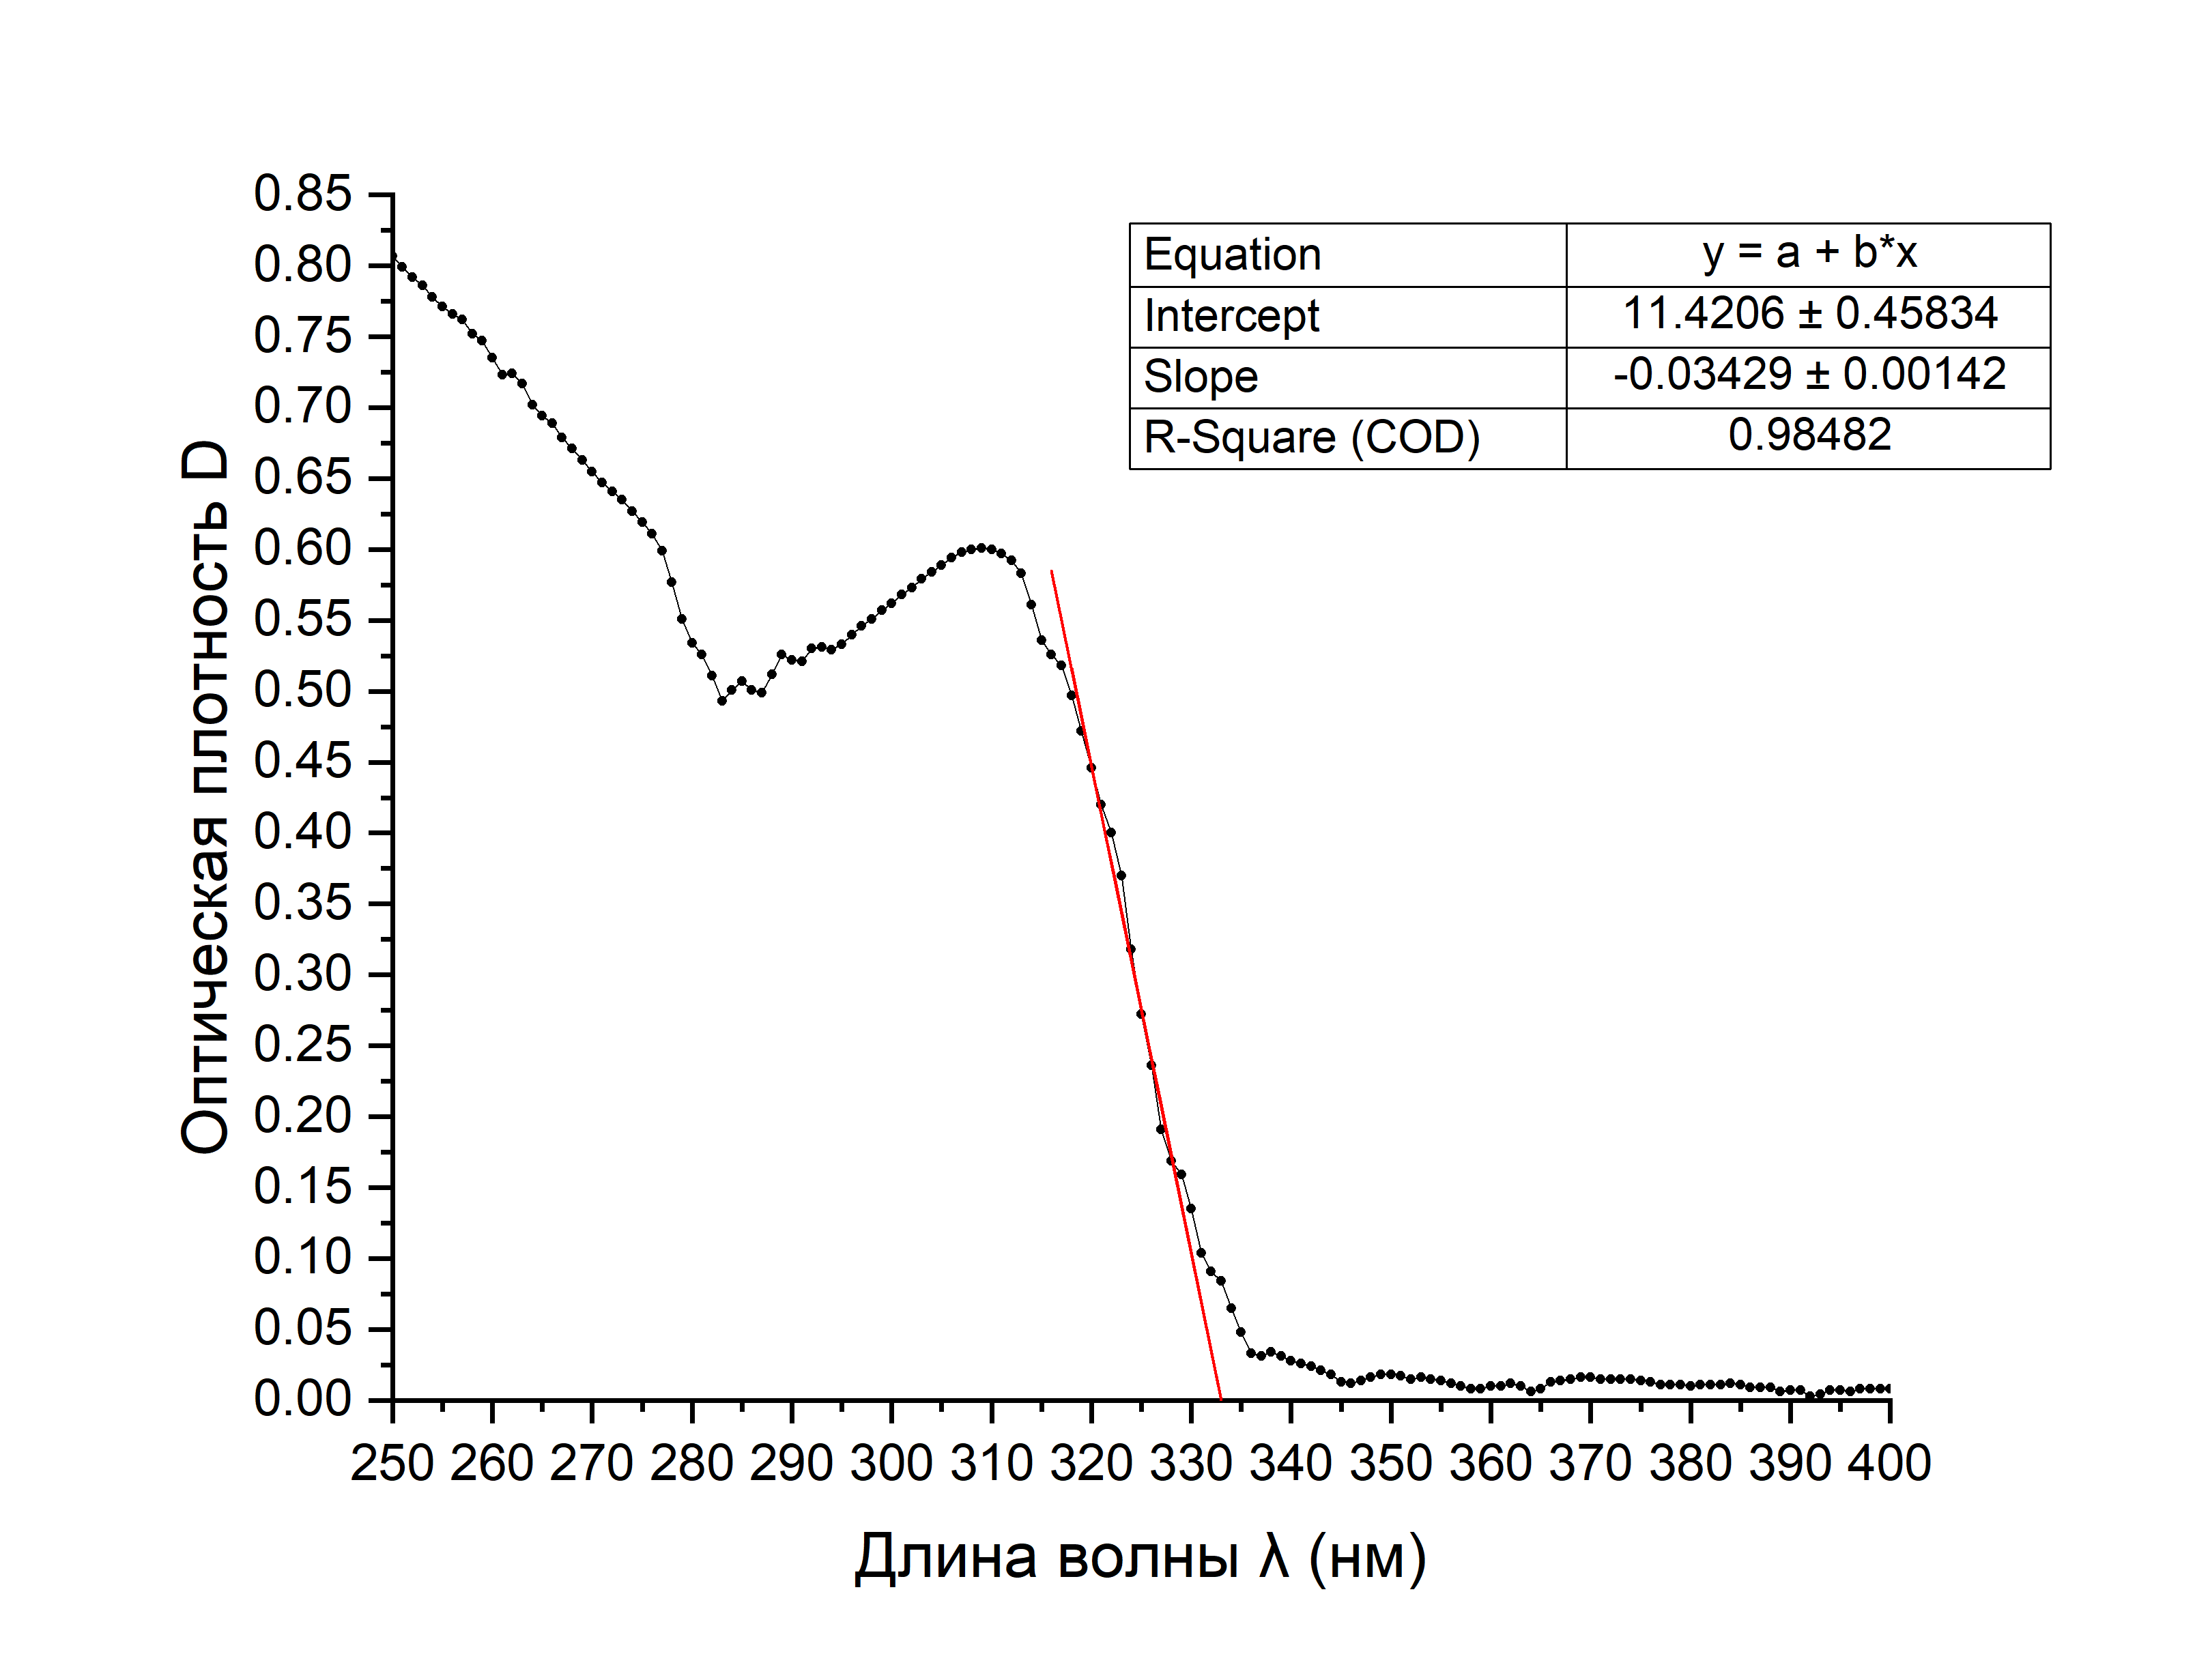 0.85
0.80
0.75
0.70
0.65
0.60
0.55
0.50
0.45
0.40
0.35
0.30
0.25
0.20
0.15
0.10
0.05
0.00
Оптическая плотность D
Equation y = a + b*x
Intercept 11.4206 ± 0.45834
Slope -0.03429 ± 0.00142
R-Square (COD) 0.98482
250 260 270 280 290 300 310 320 330 340 350 360 370 380 390 400
Длина волны λ (нм)